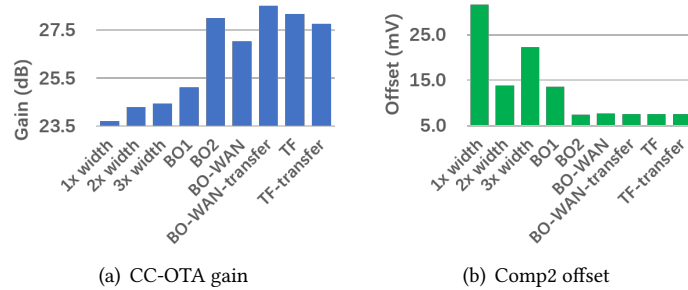 Gain (dB)
27.5
25.5
23.5
1x width
2x width
3x width
BO1
BO2
BO-WAN
BO-WAN-transfer
TF
TF-transfer
(a) CC-OTA gain
Offset (mV)
25.0
15.0
5.0
1x width
2x width
3x width
BO1
BO2
BO-WAN
BO-WAN-transfer
TF
TF-transfer
(b) Comp2 offset